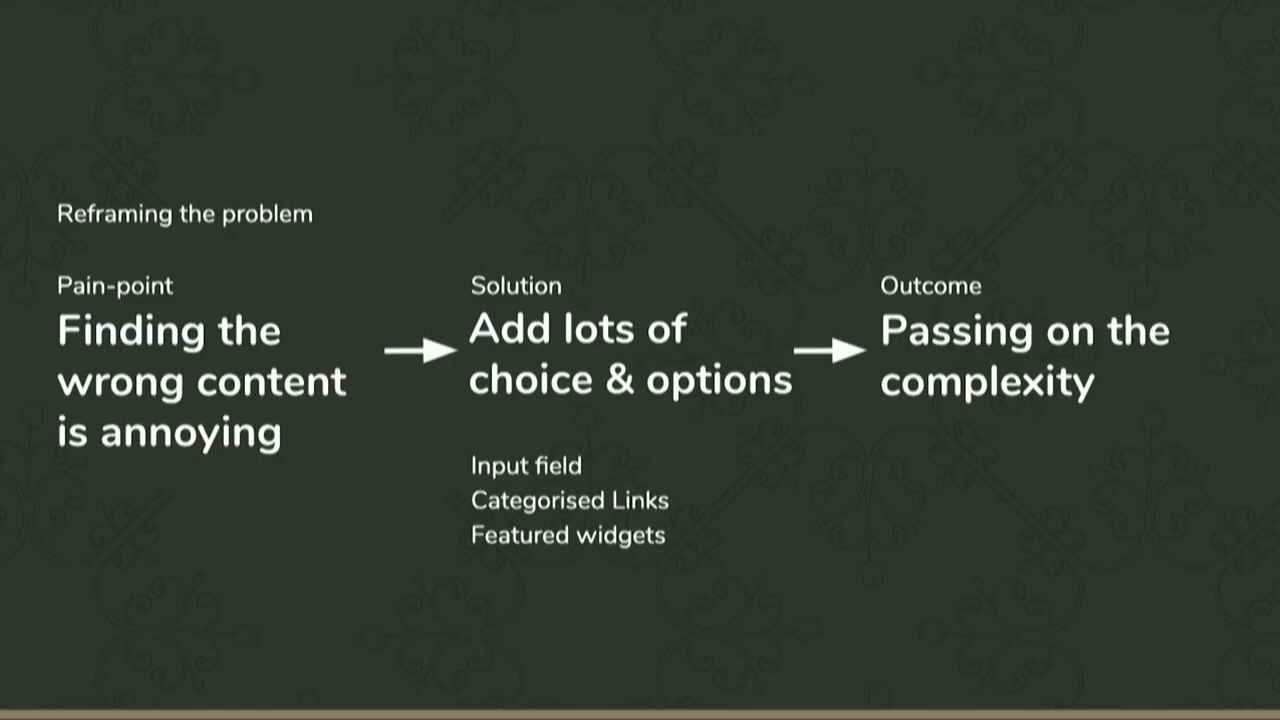 Reframing the problem
Pain-point
Finding the
wrong content
is annoying
Solution
Add lots of
choice & options
Input field
Categorised Links
Featured widgets
Outcome
Passing on the
complexity